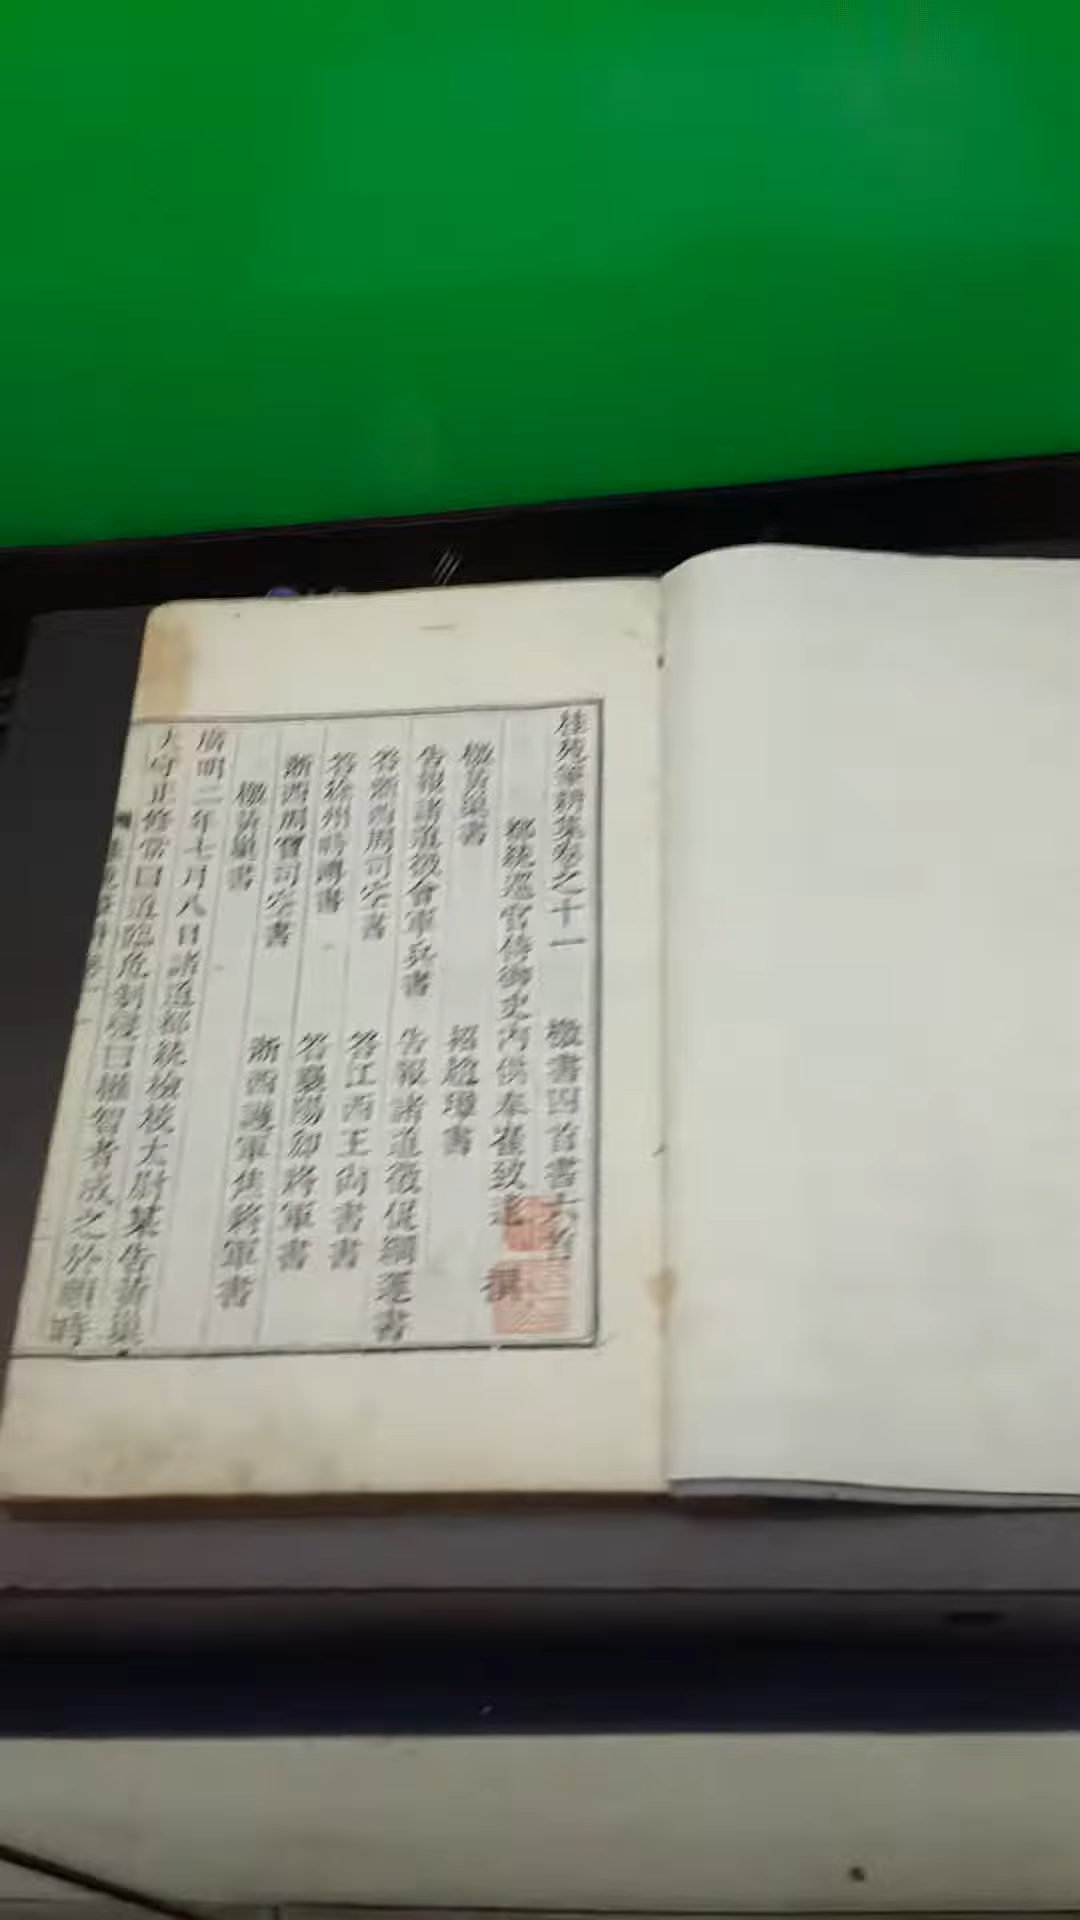 桂苑筆耕集卷之十一 檄書四首書六首
都統巡官侍御史內供奉崔致遠 撰
檄黃巢書 招趙璋書
告報諸道徵會軍兵書 告報諸道徵促綱運書
答浙西周司空書 答江西王尙書書
答徐州時溥書 答襄陽郄將軍書
浙西周寶司空書 浙西護軍焦將軍書
檄黃巢書
廣明二年七月八日諸道都統檢校太尉某告黃巢
夫守正修常曰道臨危制變曰權智者成之於順時